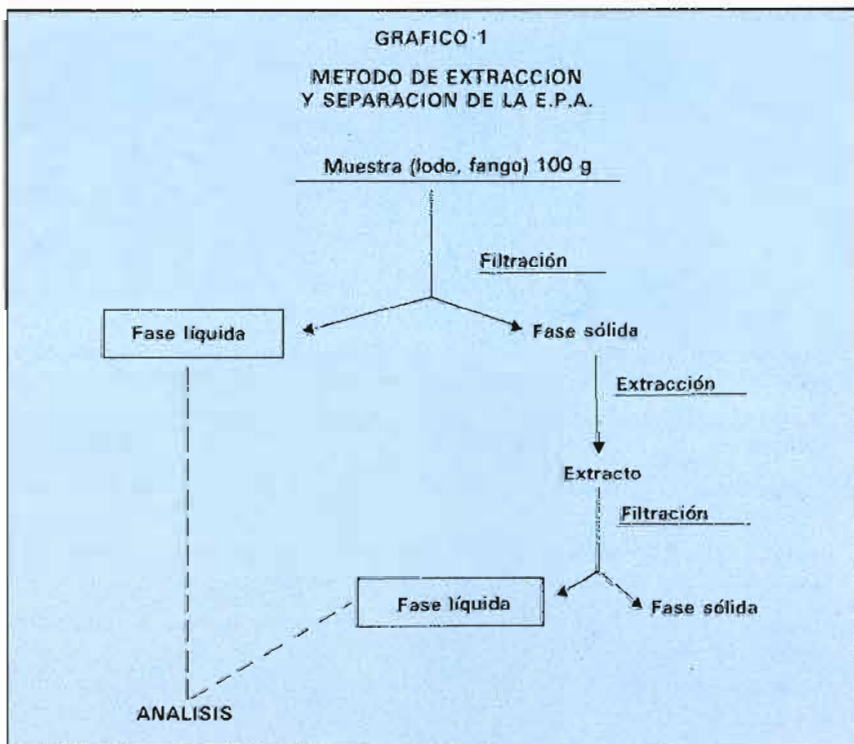 GRAFICO 1
METODO DE EXTRACCION
Y SEPARACION DE LA E.P.A.
Muestra (lodo, fango) 100 g
Filtración
Fase líquida
Fase sólida
Extracción
Extracto
Filtración
Fase líquida
Fase sólida
ANALISIS